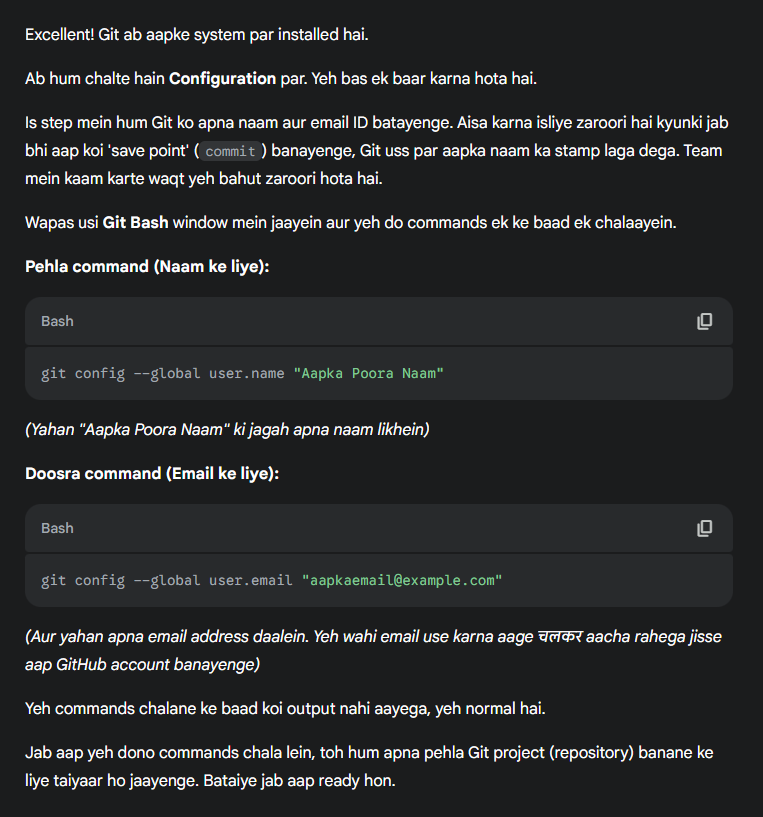 Excellent! Git ab aapke system par installed hai.
Ab hum chalte hain Configuration par. Yeh bas ek baar karna hota hai.
Is step mein hum Git ko apna naam aur email ID batayenge. Aisa karna isliye zaroori hai kyunki jab
bhi aap koi 'save point' (commit) banayenge, Git uss par aapka naam ka stamp laga dega. Team
mein kaam karte waqt yeh bahut zaroori hota hai.
Wapas usi Git Bash window mein jaayein aur yeh do commands ek ke baad ek chalaayein.
Pehla command (Naam ke liye):
Bash
git config --global user.name "Aapka Poora Naam"
(Yahan "Aapka Poora Naam" ki jagah apna naam likhein)
Doosra command (Email ke liye):
Bash
git config --global user.email "aapkaemail@example.com"
(Aur yahan apna email address daalein. Yeh wahi email use karna aage चलकर aacha rahega jisse
aap GitHub account banayenge)
Yeh commands chalane ke baad koi output nahi aayega, yeh normal hai.
Jab aap yeh dono commands chala lein, toh hum apna pehla Git project (repository) banane ke
liye taiyaar ho jaayenge. Bataiye jab aap ready hon.